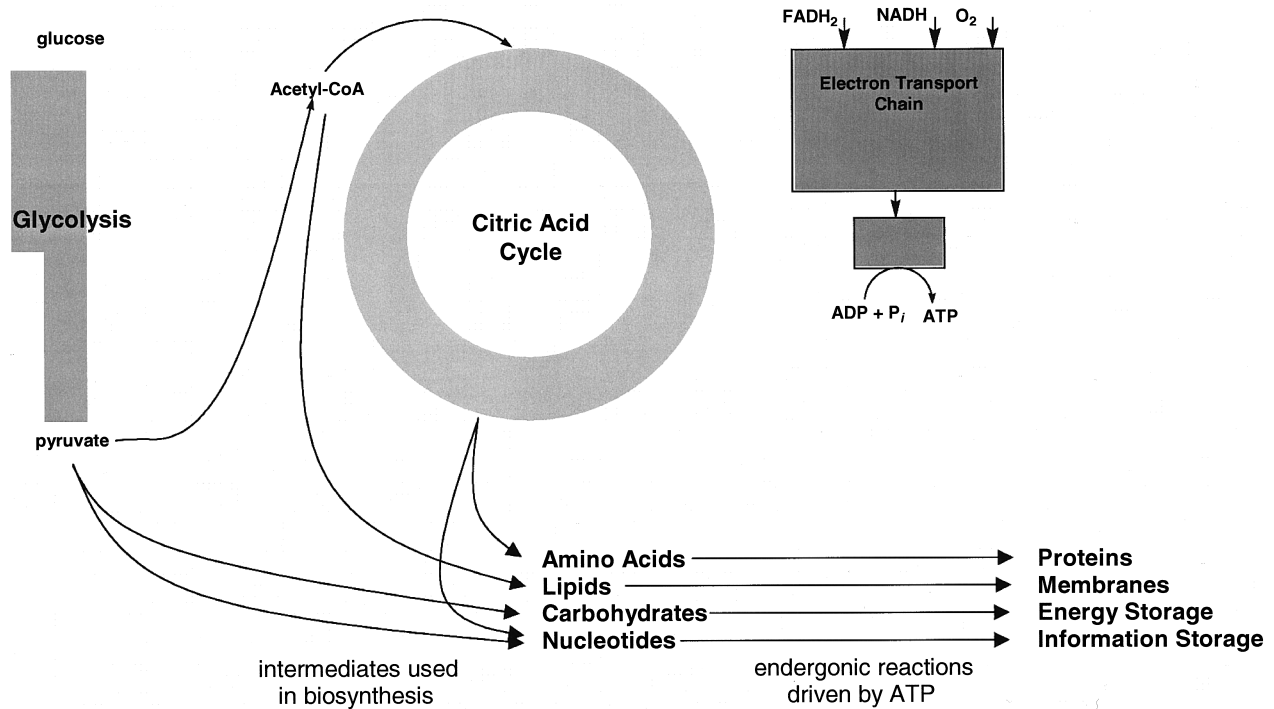 glucose
Glycolysis
pyruvate
Acetyl-CoA
Citric Acid
Cycle
FADH₂ NADH O₂
Electron Transport
Chain
ADP + Pᵢ ATP
Amino Acids Proteins
Lipids Membranes
Carbohydrates Energy Storage
Nucleotides Information Storage
intermediates used
in biosynthesis
endergonic reactions
driven by ATP